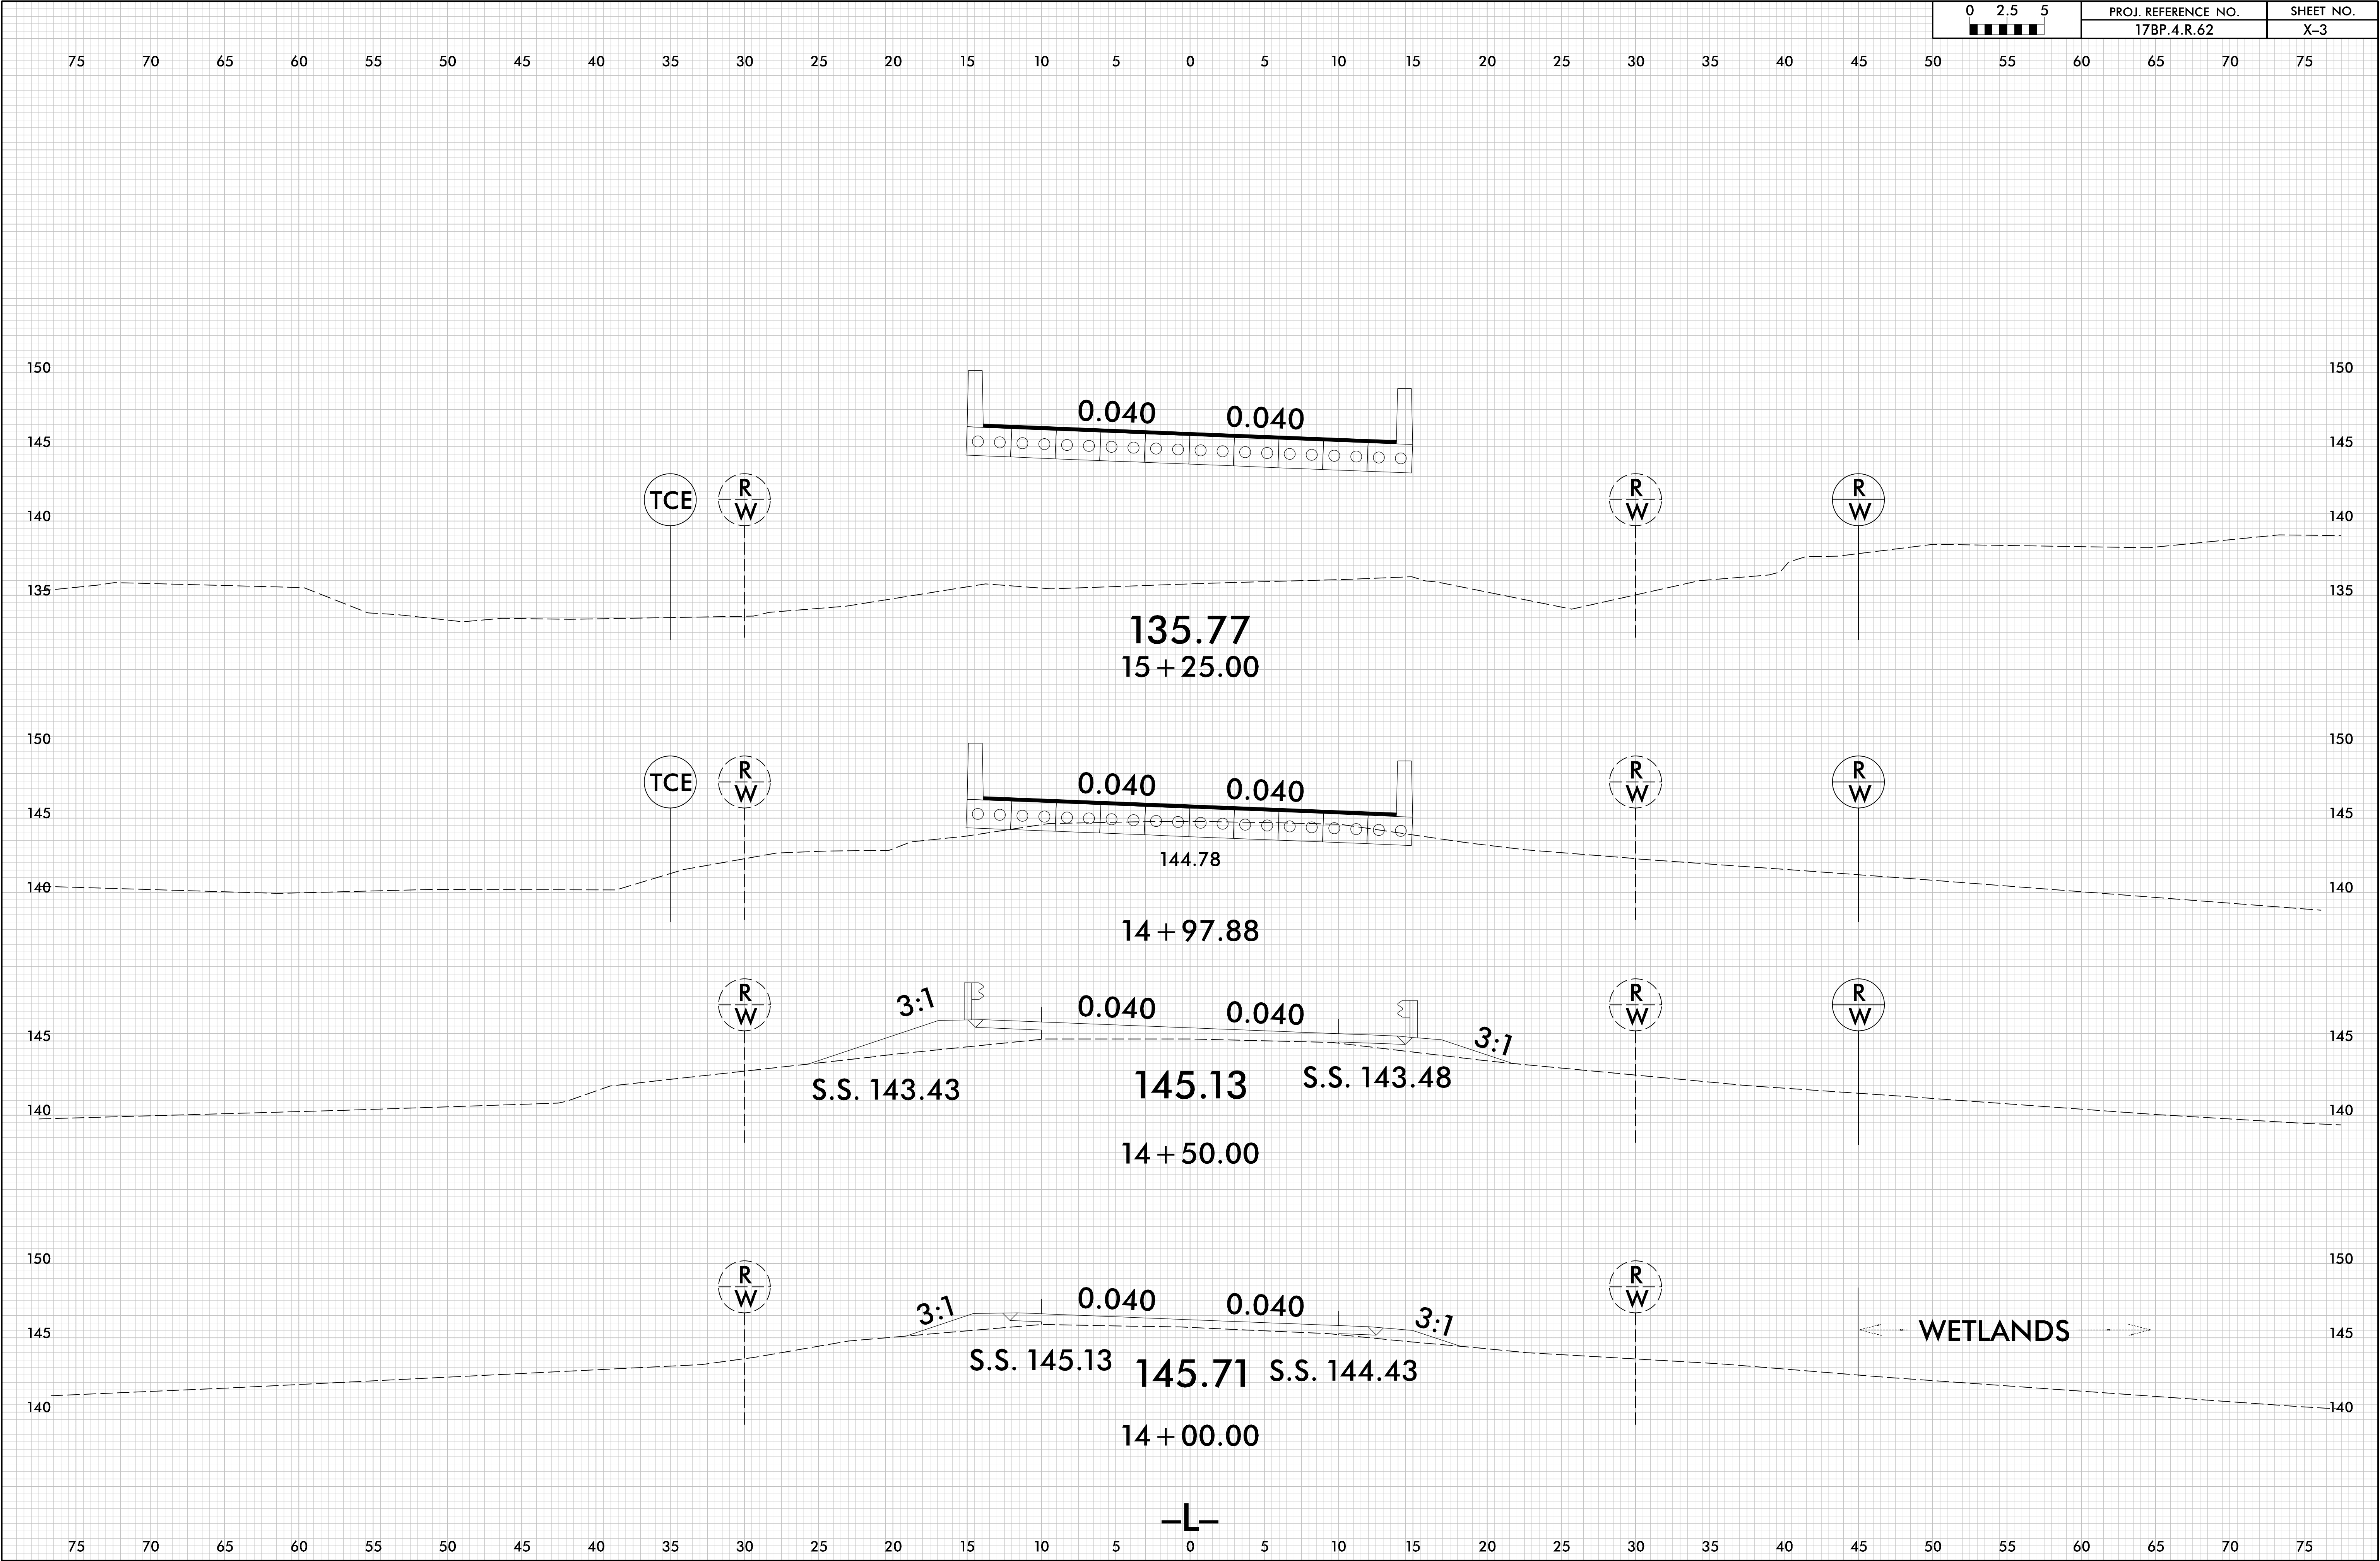 0 2.5 5 PROJ. REFERENCE NO. SHEET NO.
17BP.4.R.62 X–3
75 70 65 60 55 50 45 40 35 30 25 20 15 10 5 0 5 10 15 20 25 30 35 40 45 50 55 60 65 70 75
150 150
0.040 0.040
145 145
TCE R W R W R W
140 140
135 135
135.77
15+25.00
150 150
TCE R W 0.040 0.040 R W R W
145 145
144.78
140 140
14+97.88
R W 3:1 0.040 0.040 R W R W
145 3:1 145
S.S. 143.43 145.13 S.S. 143.48
140 140
14+50.00
150 150
R W 3:1 0.040 0.040 3:1 R W
145 WETLANDS 145
S.S. 145.13 145.71 S.S. 144.43
140 140
14+00.00
–L–
75 70 65 60 55 50 45 40 35 30 25 20 15 10 5 0 5 10 15 20 25 30 35 40 45 50 55 60 65 70 75